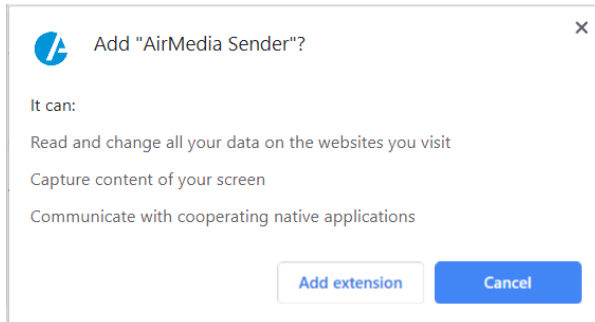 Add "AirMedia Sender"?
It can:
Read and change all your data on the websites you visit
Capture content of your screen
Communicate with cooperating native applications
Add extension
Cancel